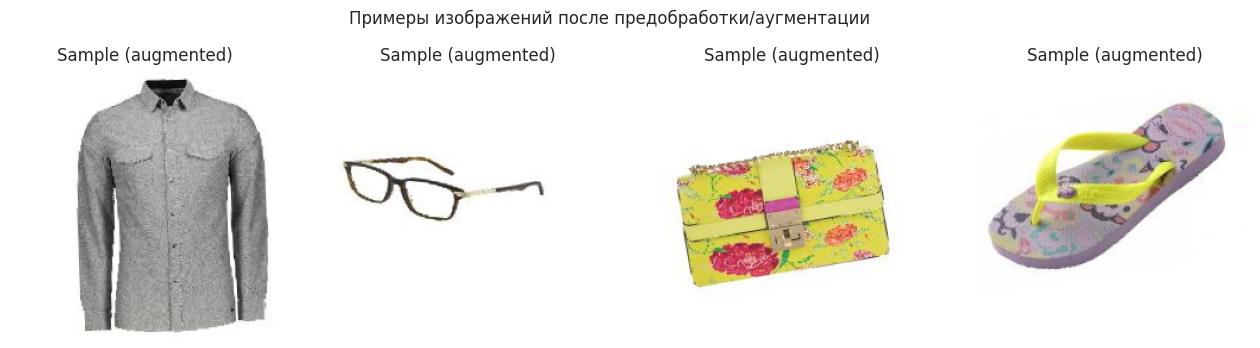 Примеры изображений после предобработки/аугментации
Sample (augmented) Sample (augmented) Sample (augmented) Sample (augmented)